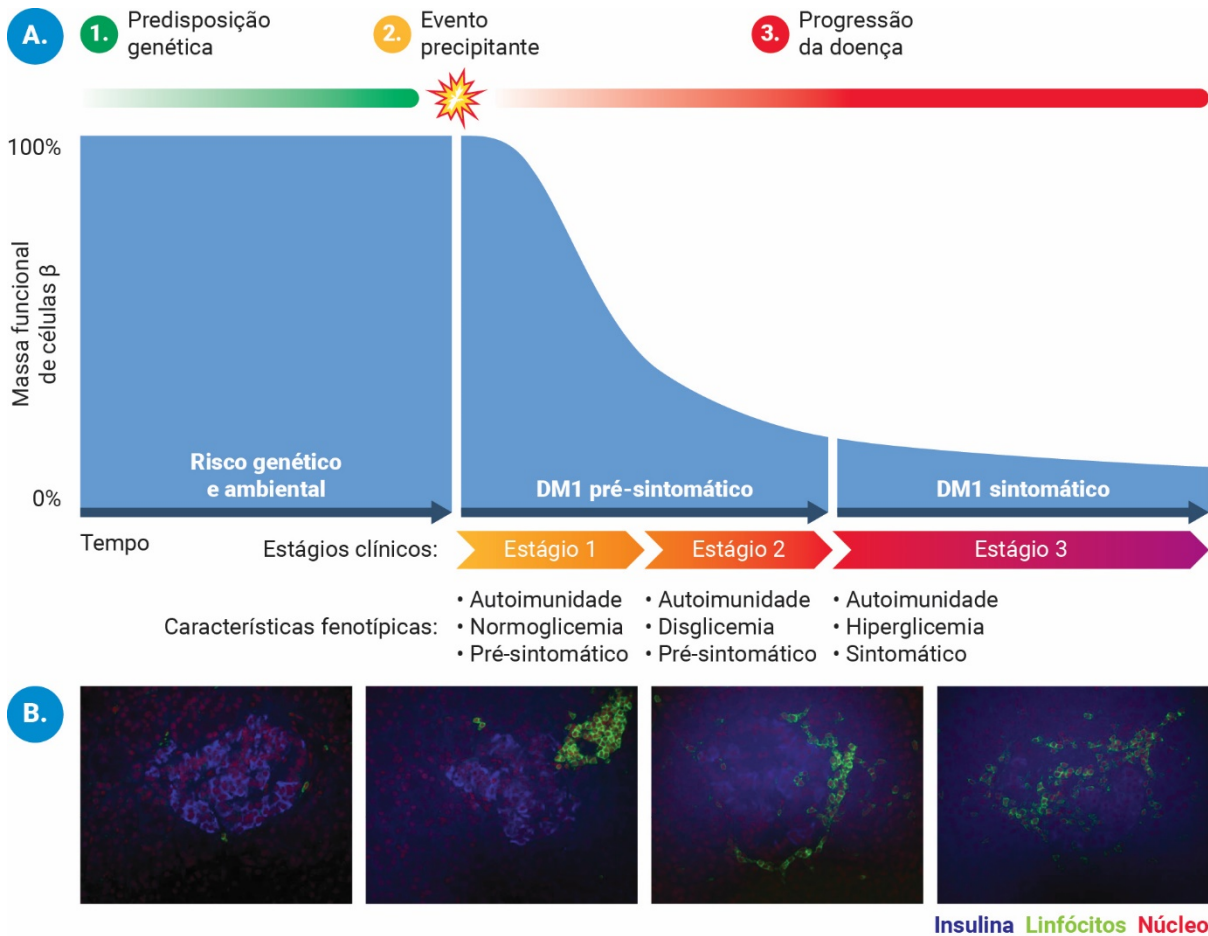 A.
1. Predisposição
genética
2. Evento
precipitante
3. Progressão
da doença
100%
Massa funcional
de células β
0%
Risco genético
e ambiental
DM1 pré-sintomático
DM1 sintomático
Tempo
Estágios clínicos:
Estágio 1
Estágio 2
Estágio 3
Características fenotípicas:
• Autoimunidade
• Normoglicemia
• Pré-sintomático
• Autoimunidade
• Disglicemia
• Pré-sintomático
• Autoimunidade
• Hiperglicemia
• Sintomático
B.
Insulina Linfócitos Núcleo